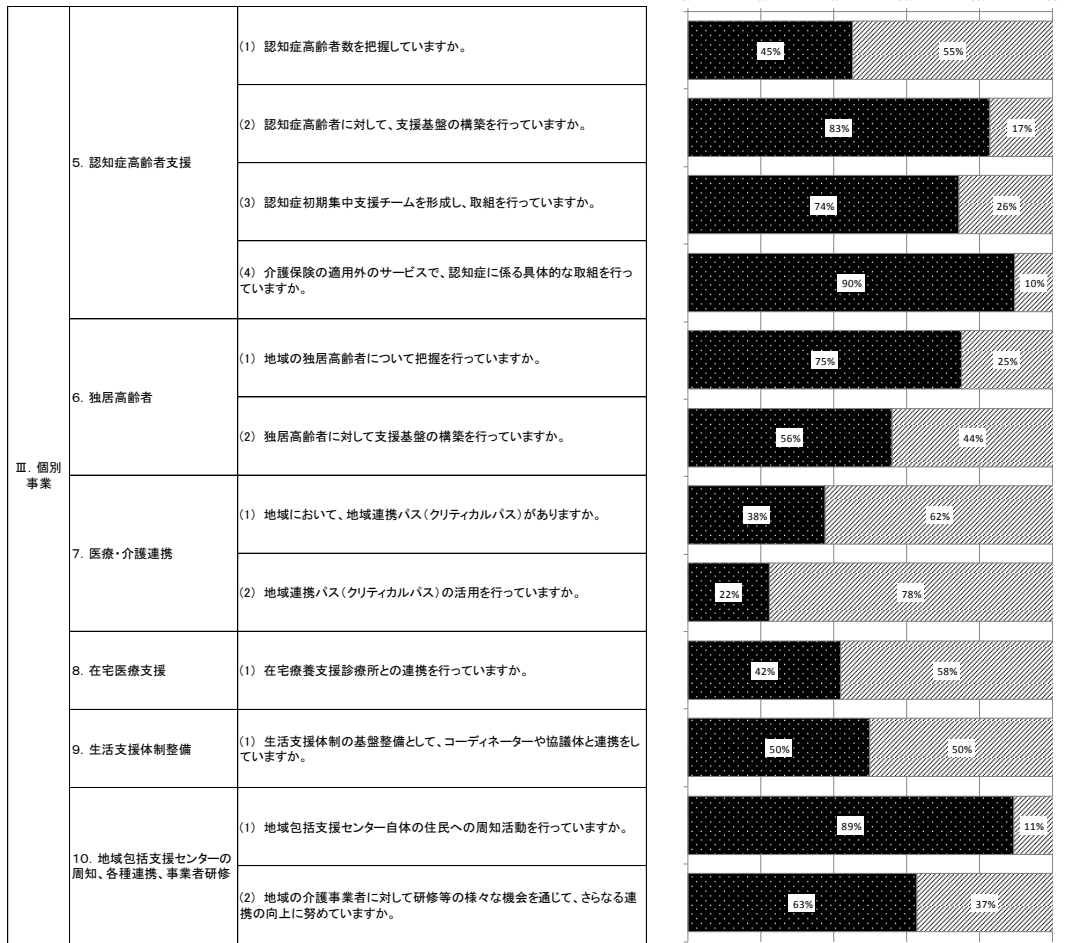 Ⅲ. 個別
事業
5. 認知症高齢者支援
(1) 認知症高齢者数を把握していますか。
45%
55%
(2) 認知症高齢者に対して、支援基盤の構築を行っていますか。
83%
17%
(3) 認知症初期集中支援チームを形成し、取組を行っていますか。
74%
26%
(4) 介護保険の適用外のサービスで、認知症に係る具体的な取組を行っ
ていますか。
90%
10%
6. 独居高齢者
(1) 地域の独居高齢者について把握を行っていますか。
75%
25%
(2) 独居高齢者に対して支援基盤の構築を行っていますか。
56%
44%
7. 医療・介護連携
(1) 地域において、地域連携パス(クリティカルパス)がありますか。
38%
62%
(2) 地域連携パス(クリティカルパス)の活用を行っていますか。
22%
78%
8. 在宅医療支援
(1) 在宅療養支援診療所との連携を行っていますか。
42%
58%
9. 生活支援体制整備
(1) 生活支援体制の基盤整備として、コーディネーターや協議体と連携をし
ていますか。
50%
50%
10. 地域包括支援センターの
周知、各種連携、事業者研修
(1) 地域包括支援センター自体の住民への周知活動を行っていますか。
89%
11%
(2) 地域の介護事業者に対して研修等の様々な機会を通じて、さらなる連
携の向上に努めていますか。
63%
37%